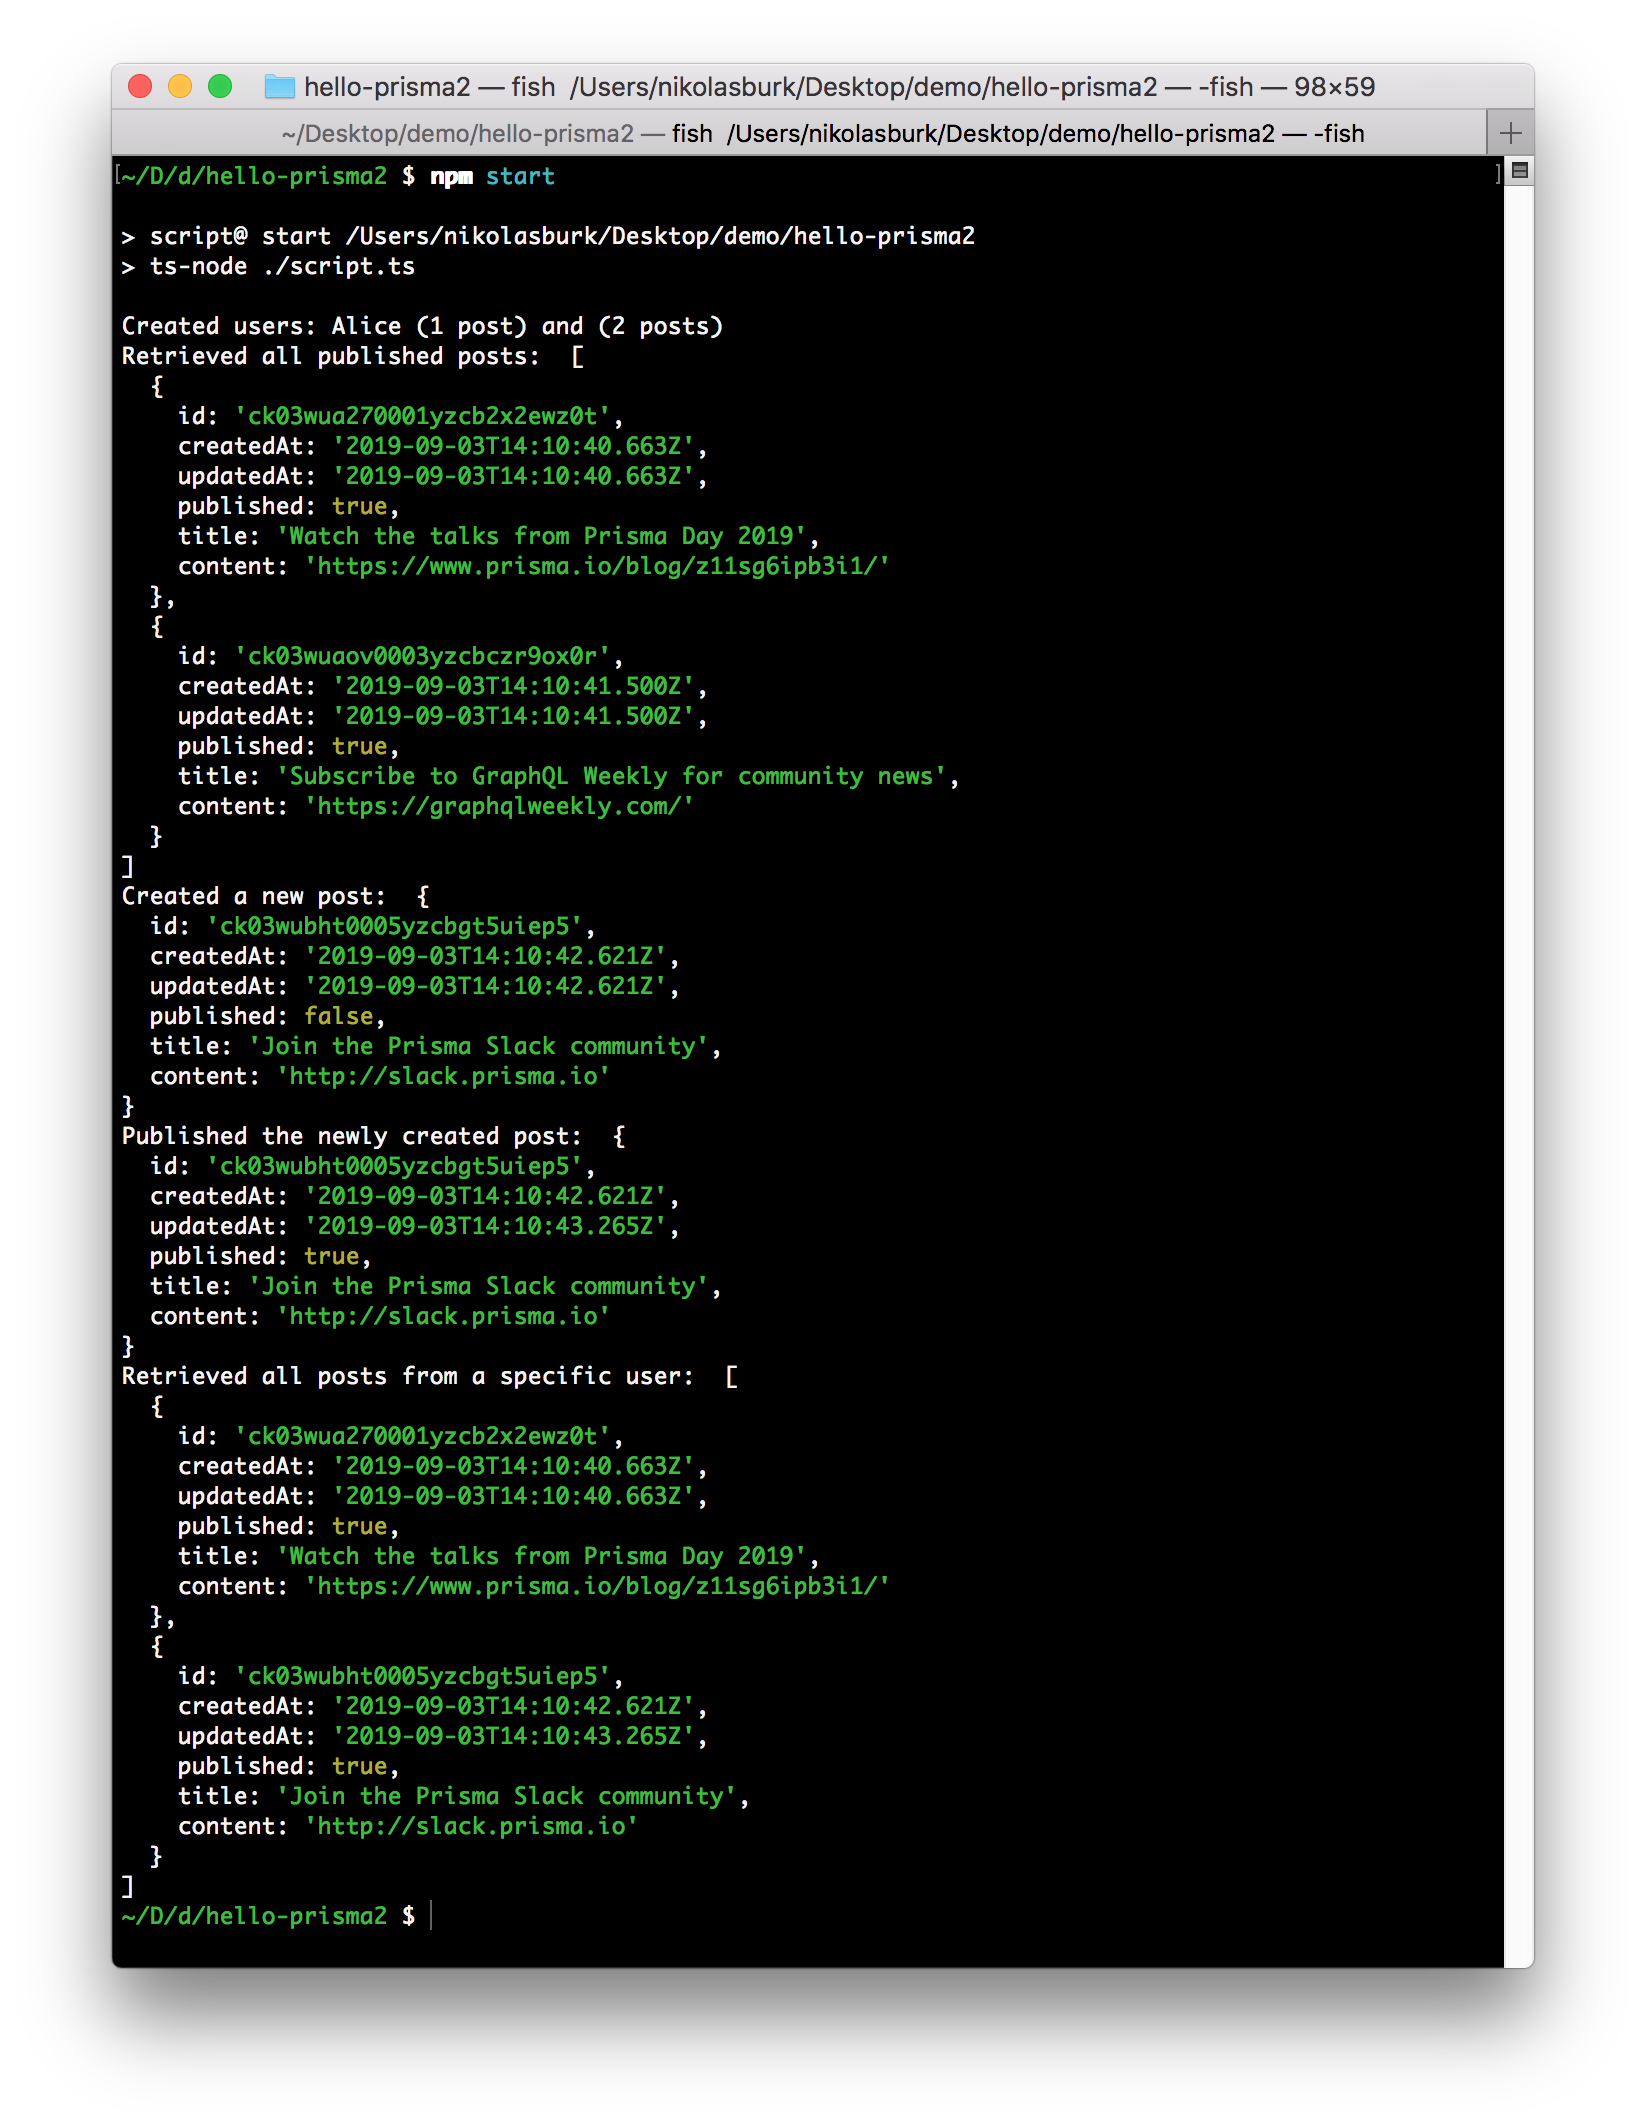 hello-prisma2 — fish  /Users/nikolasburk/Desktop/demo/hello-prisma2 — -fish — 98×59
~/Desktop/demo/hello-prisma2 — fish  /Users/nikolasburk/Desktop/demo/hello-prisma2 — -fish
[~/D/d/hello-prisma2 $ npm start ]
> script@ start /Users/nikolasburk/Desktop/demo/hello-prisma2
> ts-node ./script.ts
Created users: Alice (1 post) and (2 posts)
Retrieved all published posts:  [
  {
    id: 'ck03wua270001yzcb2x2ewz0t',
    createdAt: '2019-09-03T14:10:40.663Z',
    updatedAt: '2019-09-03T14:10:40.663Z',
    published: true,
    title: 'Watch the talks from Prisma Day 2019',
    content: 'https://www.prisma.io/blog/z11sg6ipb3i1/'
  },
  {
    id: 'ck03wuaov0003yzcbczr9ox0r',
    createdAt: '2019-09-03T14:10:41.500Z',
    updatedAt: '2019-09-03T14:10:41.500Z',
    published: true,
    title: 'Subscribe to GraphQL Weekly for community news',
    content: 'https://graphqlweekly.com/'
  }
]
Created a new post:  {
  id: 'ck03wubht0005yzcbgt5uiep5',
  createdAt: '2019-09-03T14:10:42.621Z',
  updatedAt: '2019-09-03T14:10:42.621Z',
  published: false,
  title: 'Join the Prisma Slack community',
  content: 'http://slack.prisma.io'
}
Published the newly created post:  {
  id: 'ck03wubht0005yzcbgt5uiep5',
  createdAt: '2019-09-03T14:10:42.621Z',
  updatedAt: '2019-09-03T14:10:43.265Z',
  published: true,
  title: 'Join the Prisma Slack community',
  content: 'http://slack.prisma.io'
}
Retrieved all posts from a specific user:  [
  {
    id: 'ck03wua270001yzcb2x2ewz0t',
    createdAt: '2019-09-03T14:10:40.663Z',
    updatedAt: '2019-09-03T14:10:40.663Z',
    published: true,
    title: 'Watch the talks from Prisma Day 2019',
    content: 'https://www.prisma.io/blog/z11sg6ipb3i1/'
  },
  {
    id: 'ck03wubht0005yzcbgt5uiep5',
    createdAt: '2019-09-03T14:10:42.621Z',
    updatedAt: '2019-09-03T14:10:43.265Z',
    published: true,
    title: 'Join the Prisma Slack community',
    content: 'http://slack.prisma.io'
  }
]
~/D/d/hello-prisma2 $